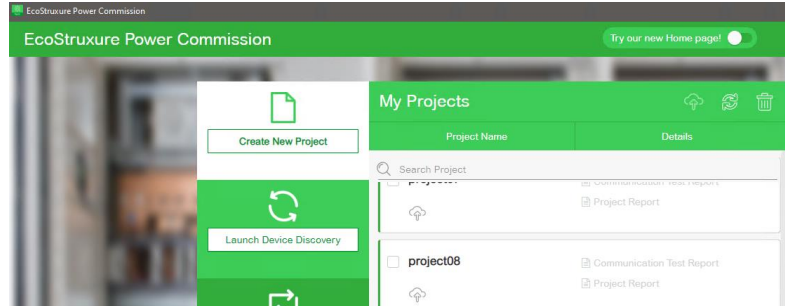 EcoStruxure Power Commission
EcoStruxure Power Commission
Try our new Home page!
My Projects
Create New Project
Project Name
Details
Search Project
Communication Test Report
Project Report
Launch Device Discovery
project08
Communication Test Report
Project Report